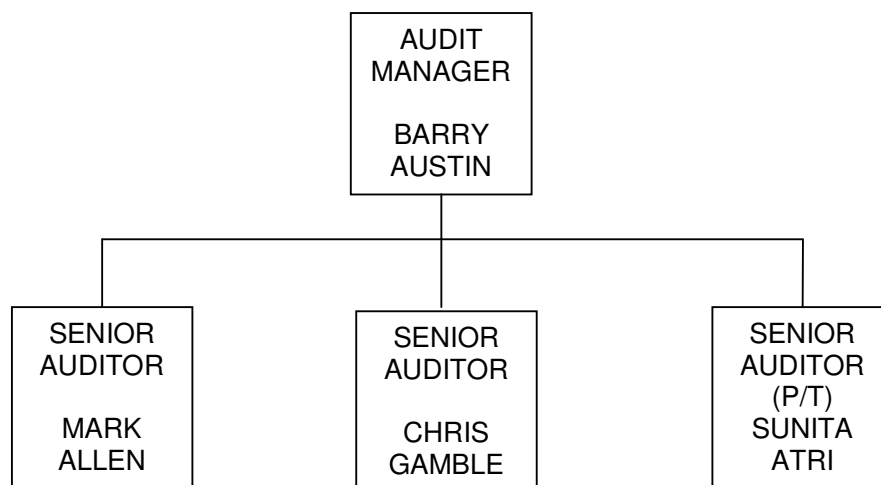 AUDIT
MANAGER
BARRY
AUSTIN
SENIOR
AUDITOR
MARK
ALLEN
SENIOR
AUDITOR
CHRIS
GAMBLE
SENIOR
AUDITOR
(P/T)
SUNITA
ATRI